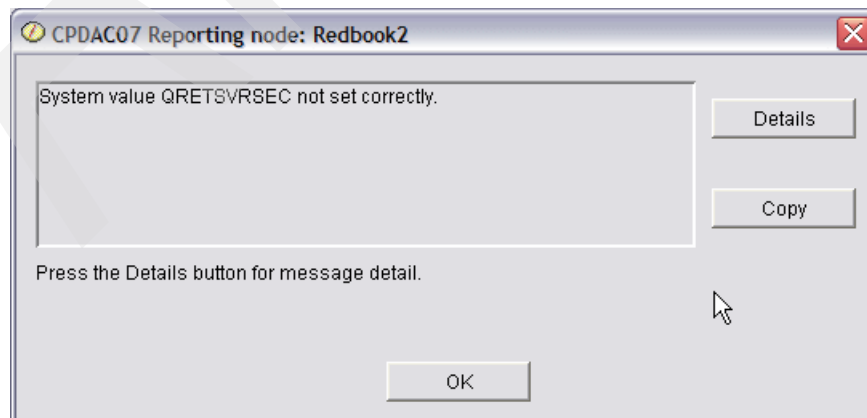 CPDAC07 Reporting node: Redbook2
System value QRETSVRSEC not set correctly.
Details
Copy
Press the Details button for message detail.
OK